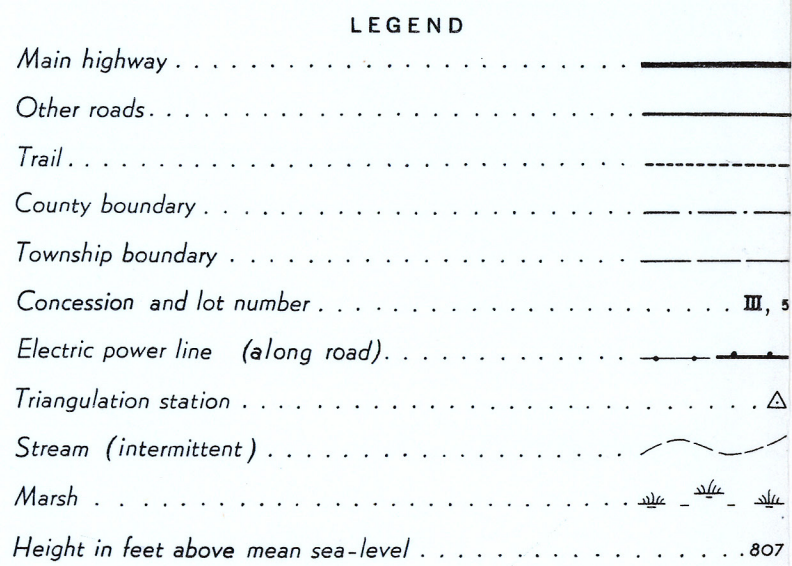 LEGEND
Main highway
Other roads
Trail
County boundary
Township boundary
Concession and lot number III, 5
Electric power line (along road)
Triangulation station
Stream (intermittent)
Marsh
Height in feet above mean sea-level 807